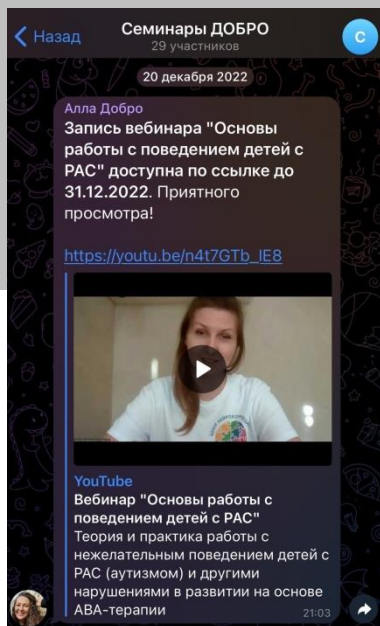 Назад
Семинары ДОБРО
29 участников
С
20 декабря 2022
Алла Добро
Запись вебинара "Основы
работы с поведением детей с
РАС" доступна по ссылке до
31.12.2022. Приятного
просмотра!
https://youtu.be/n4t7GTb_lE8
YouTube
Вебинар "Основы работы с
поведением детей с РАС"
Теория и практика работы с
нежелательным поведением детей с
РАС (аутизмом) и другими
нарушениями в развитии на основе
АВА-терапии
21:03